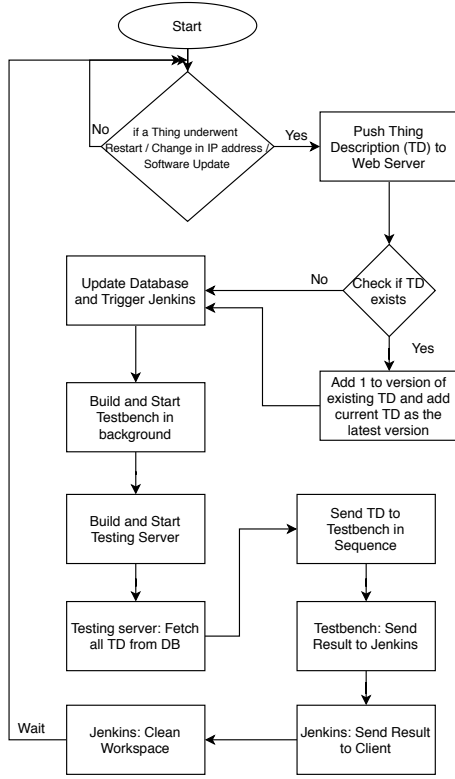 Start
if a Thing underwent
Restart / Change in IP address /
Software Update
No
Yes
Push Thing
Description (TD) to
Web Server
Check if TD
exists
No
Yes
Update Database
and Trigger Jenkins
Add 1 to version of
existing TD and add
current TD as the
latest version
Build and Start
Testbench in
background
Build and Start
Testing Server
Testing server: Fetch
all TD from DB
Send TD to
Testbench in
Sequence
Testbench: Send
Result to Jenkins
Jenkins: Send Result
to Client
Jenkins: Clean
Workspace
Wait